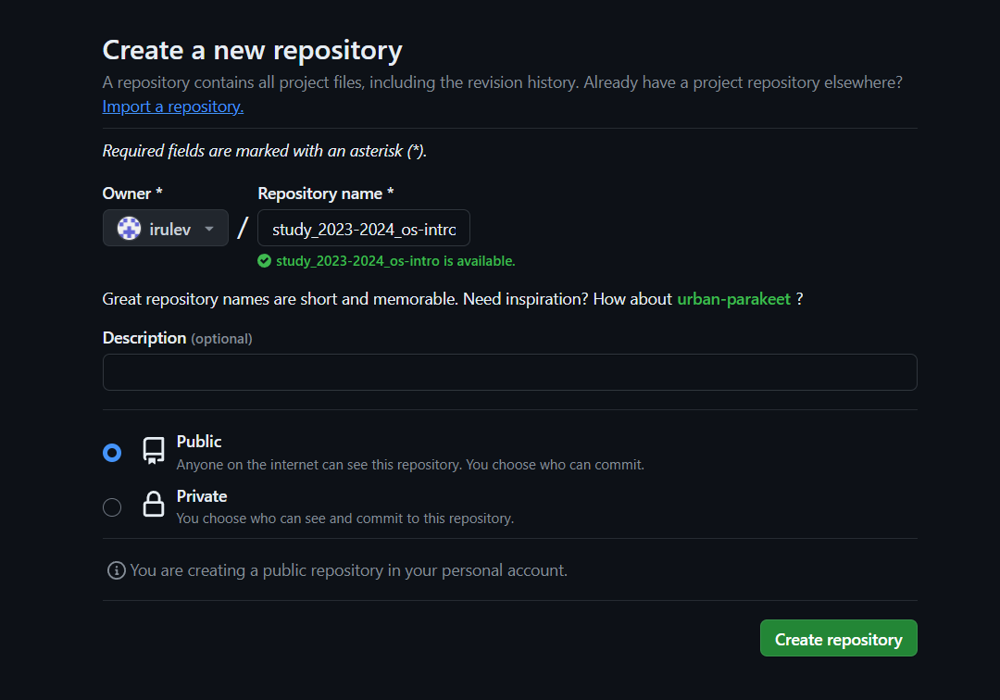 Create a new repository
A repository contains all project files, including the revision history. Already have a project repository elsewhere?
Import a repository.
Required fields are marked with an asterisk (*).
Owner * Repository name *
irulev / study_2023-2024_os-intro
study_2023-2024_os-intro is available.
Great repository names are short and memorable. Need inspiration? How about urban-parakeet ?
Description (optional)
Public
Anyone on the internet can see this repository. You choose who can commit.
Private
You choose who can see and commit to this repository.
You are creating a public repository in your personal account.
Create repository